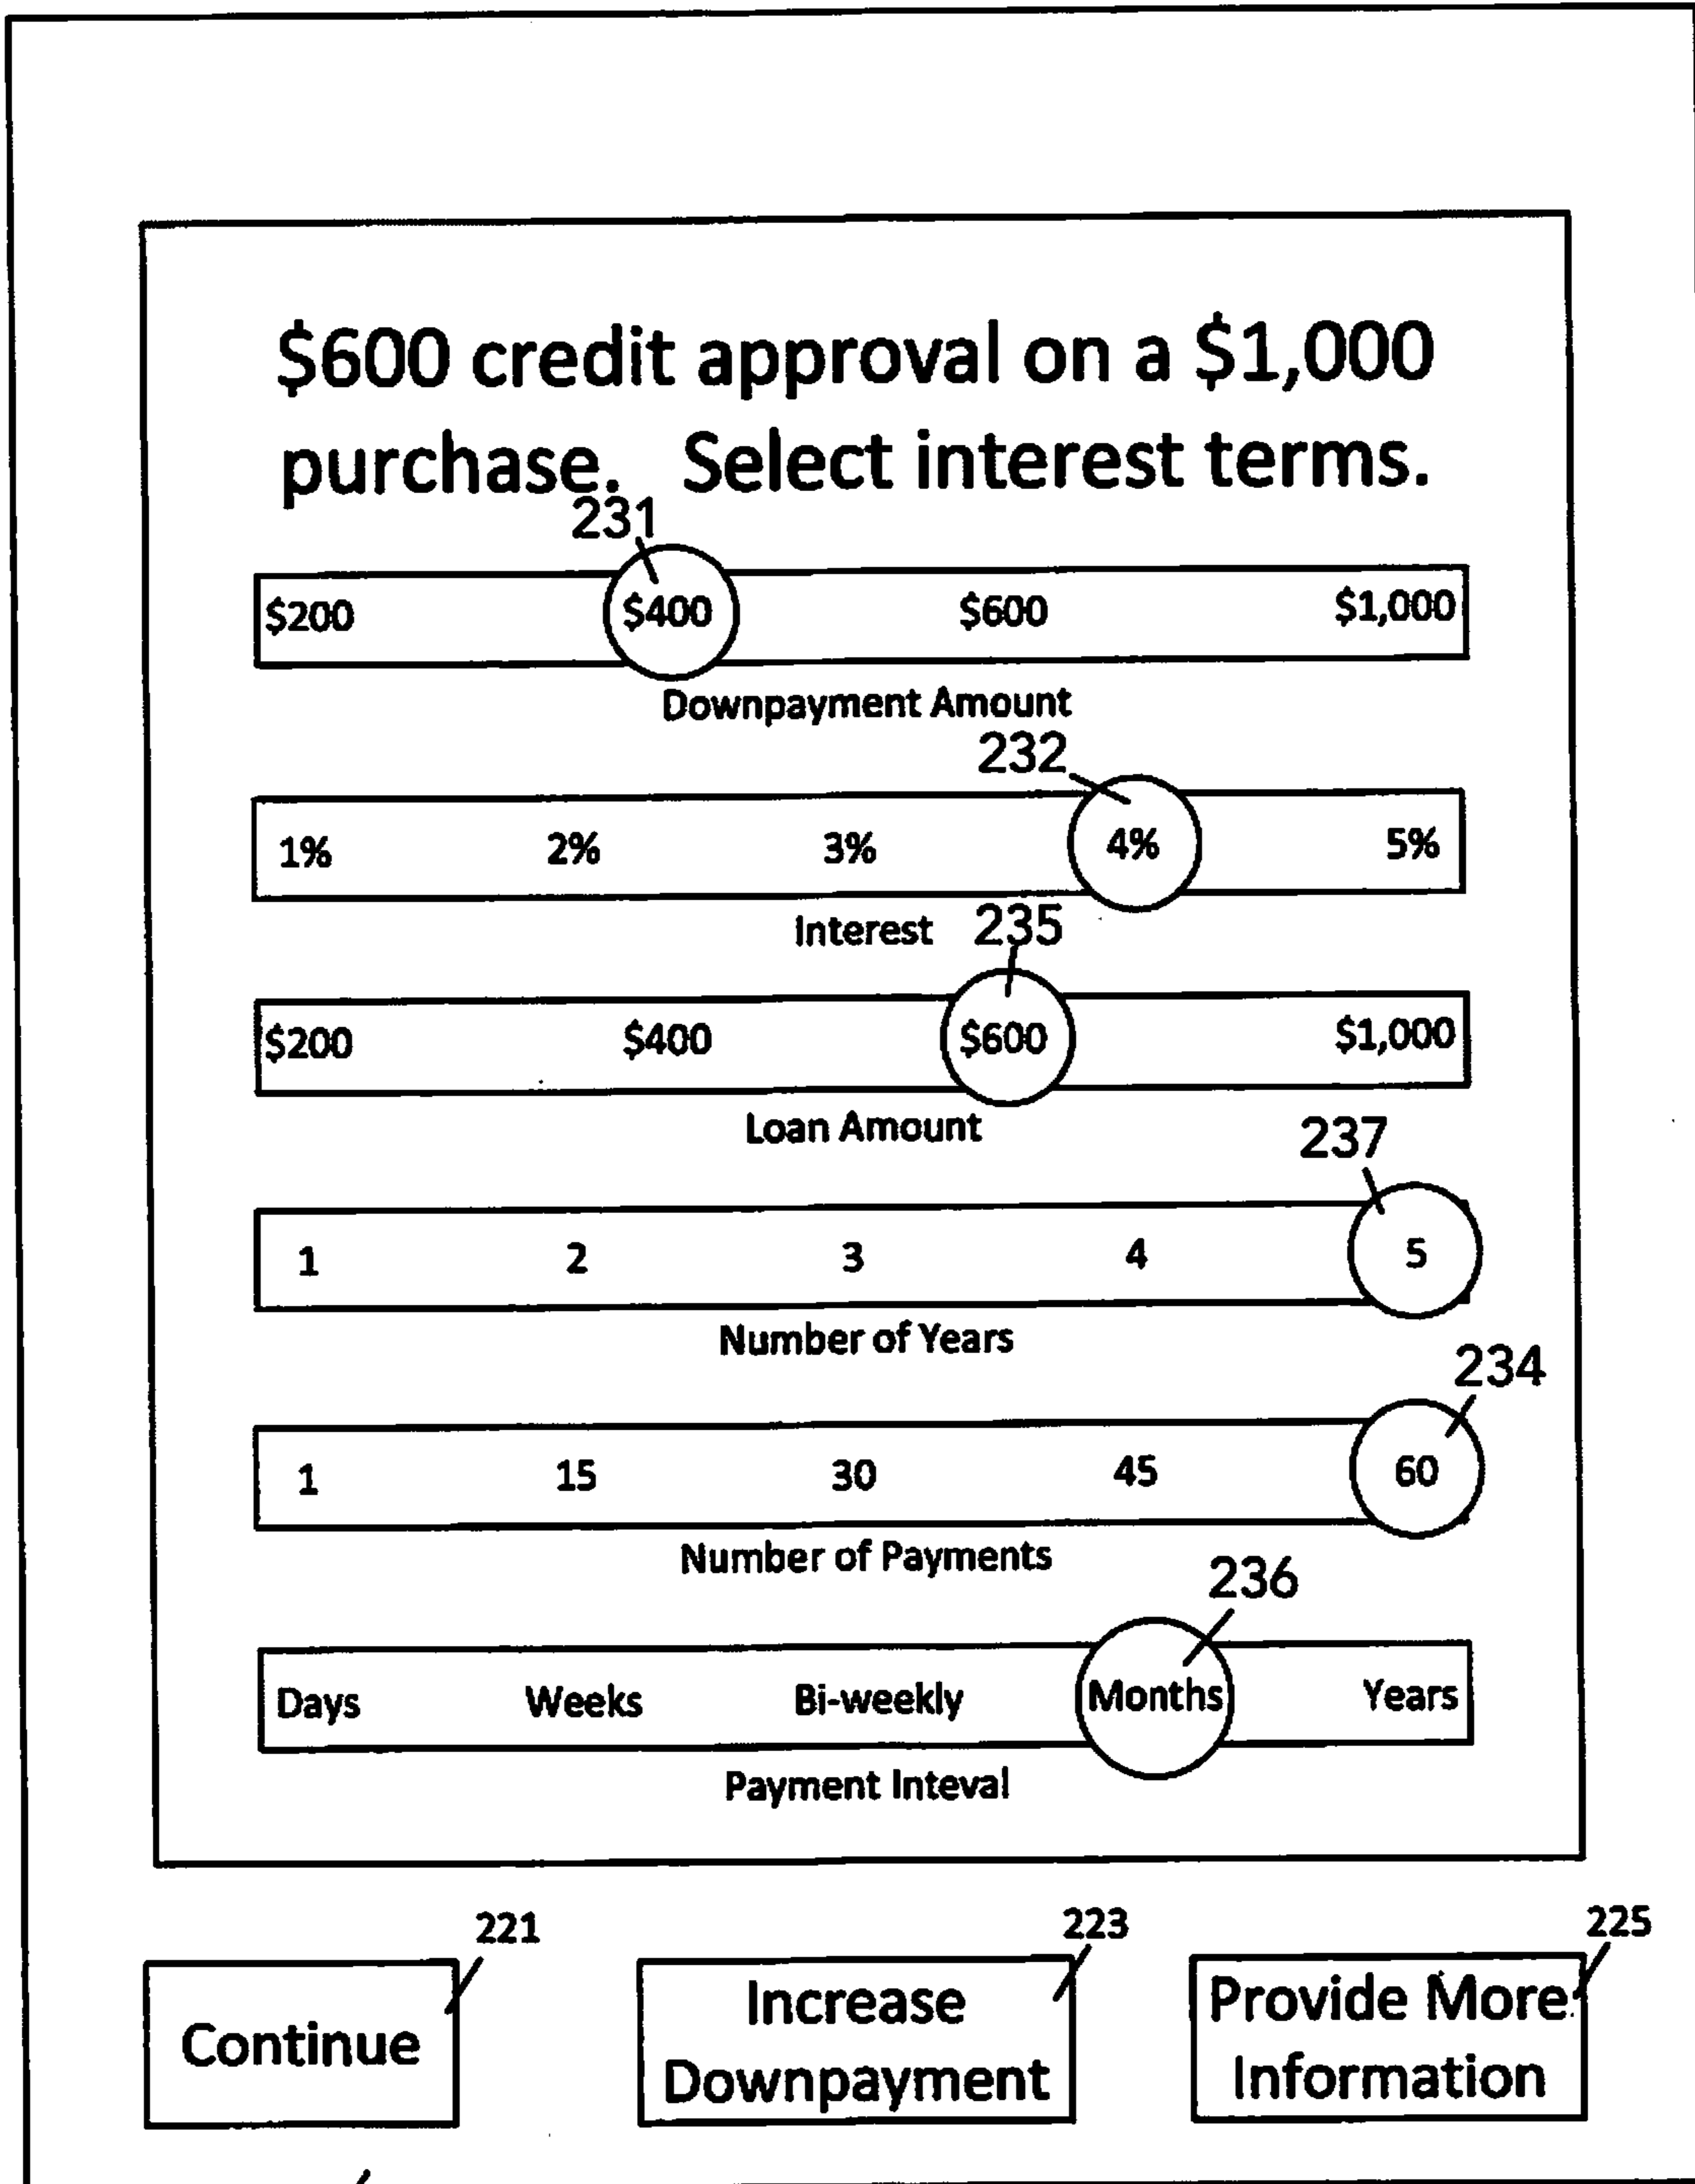 $600 credit approval on a $1,000
purchase. Select interest terms.
231
$200 $400 $600 $1,000
Downpayment Amount
232
1% 2% 3% 4% 5%
Interest 235
$200 $400 $600 $1,000
Loan Amount
237
1 2 3 4 5
Number of Years
234
1 15 30 45 60
Number of Payments
236
Days Weeks Bi-weekly Months Years
Payment Inteval
221 223 225
Continue
Increase
Downpayment
Provide More
Information